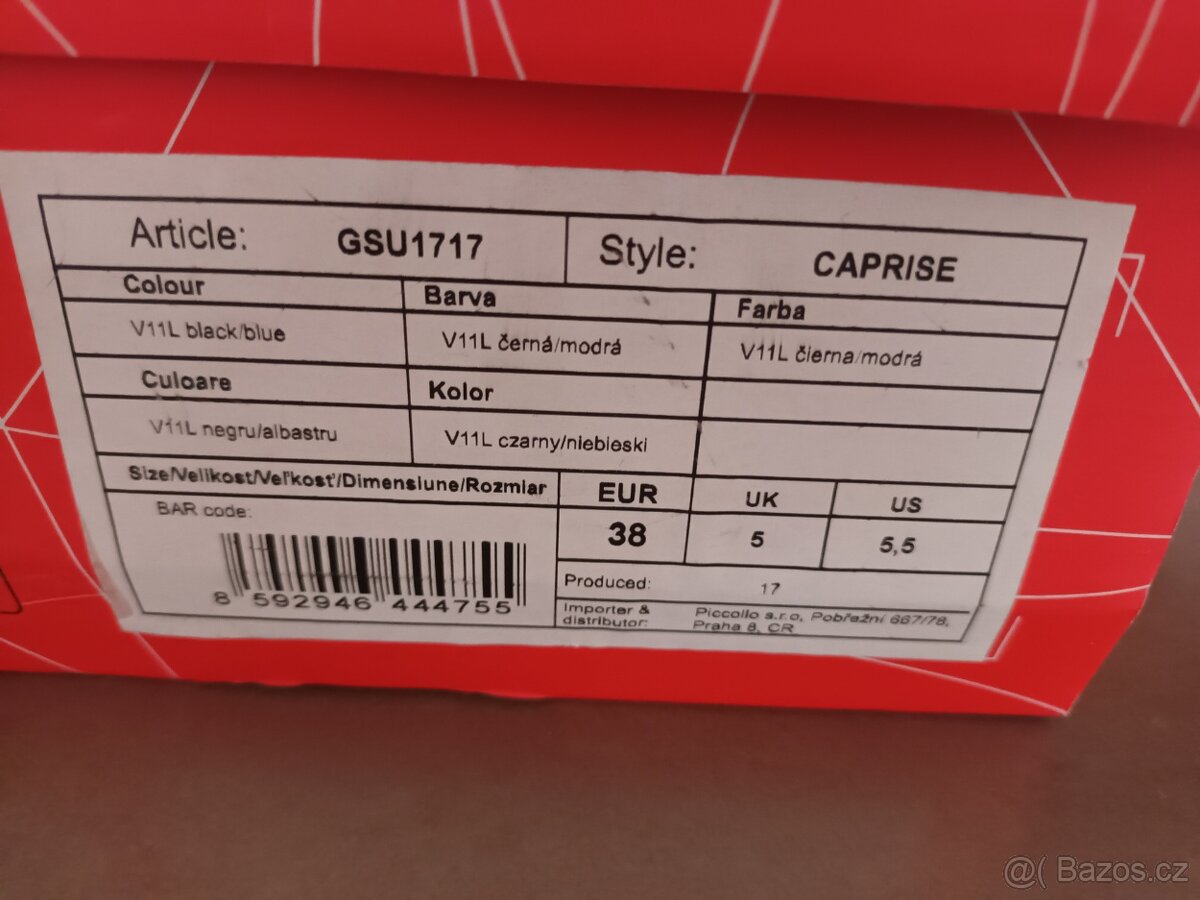 Article: GSU1717 Style: CAPRISE
Colour Barva Farba
V11L black/blue V11L černá/modrá V11L čierna/modrá
Culoare Kolor
V11L negru/albastru V11L czarny/niebieski
Size/Velikost/Veľkosť/Dimensiune/Rozmiar EUR UK US
BAR code: 38 5 5,5
8 592946 444755
Produced: 17
Importer & distributor: Piccollo s.r.o, Pobřežní 667/78,
Praha 8, CR
@( Bazos.cz